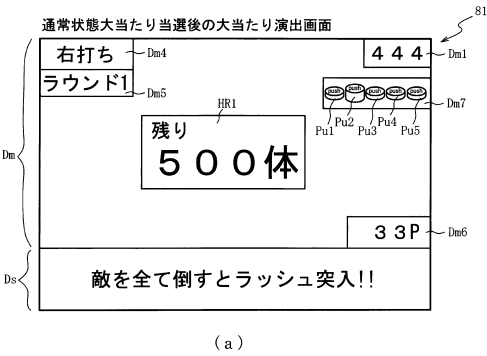 通常状態大当たり当選後の大当たり演出画面
81
右打ち
Dm4
444
Dm1
ラウンド1
Dm5
push push push push push
Dm7
Pu1 Pu2 Pu3 Pu4 Pu5
HR1
残り
500体
Dm
33P
Dm6
Ds
敵を全て倒すとラッシュ突入!!
(a)